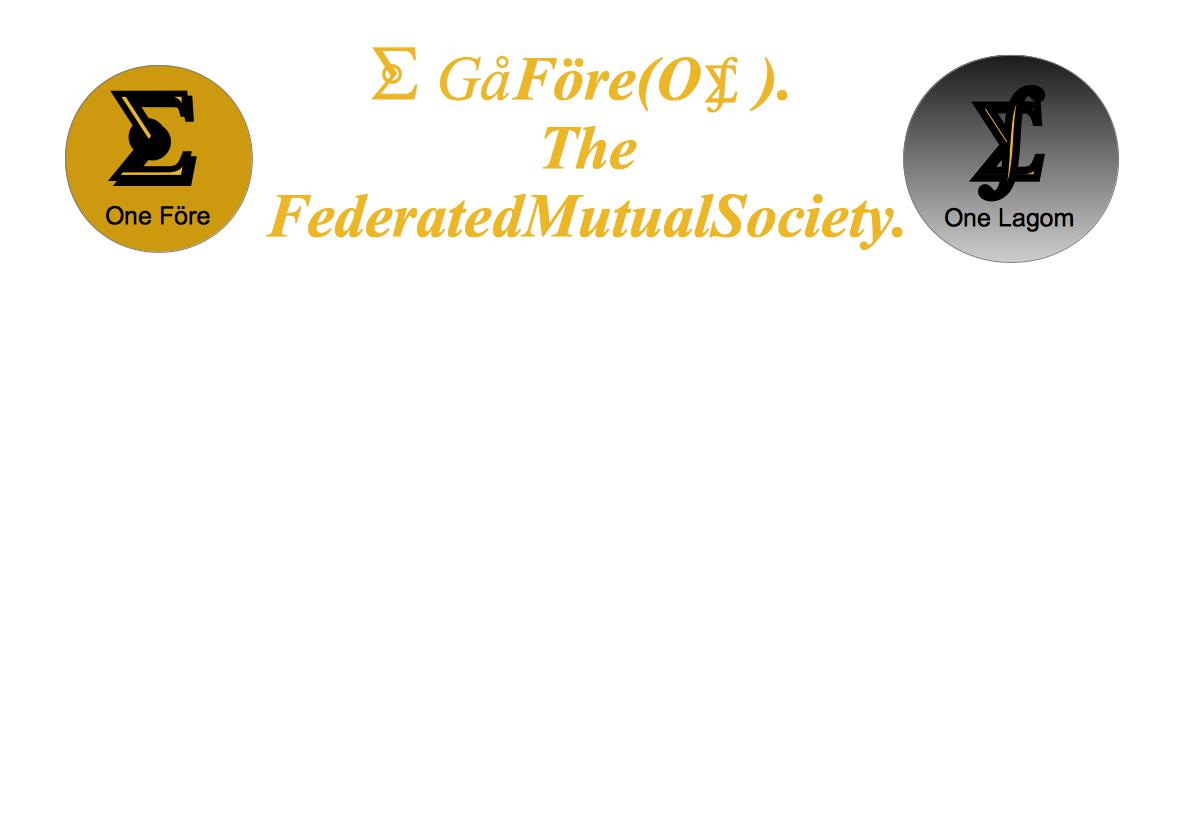 Σ GåFöre(O⨋ ).
The
FederatedMutualSociety.
Σ
One Före
Σ∫
One Lagom